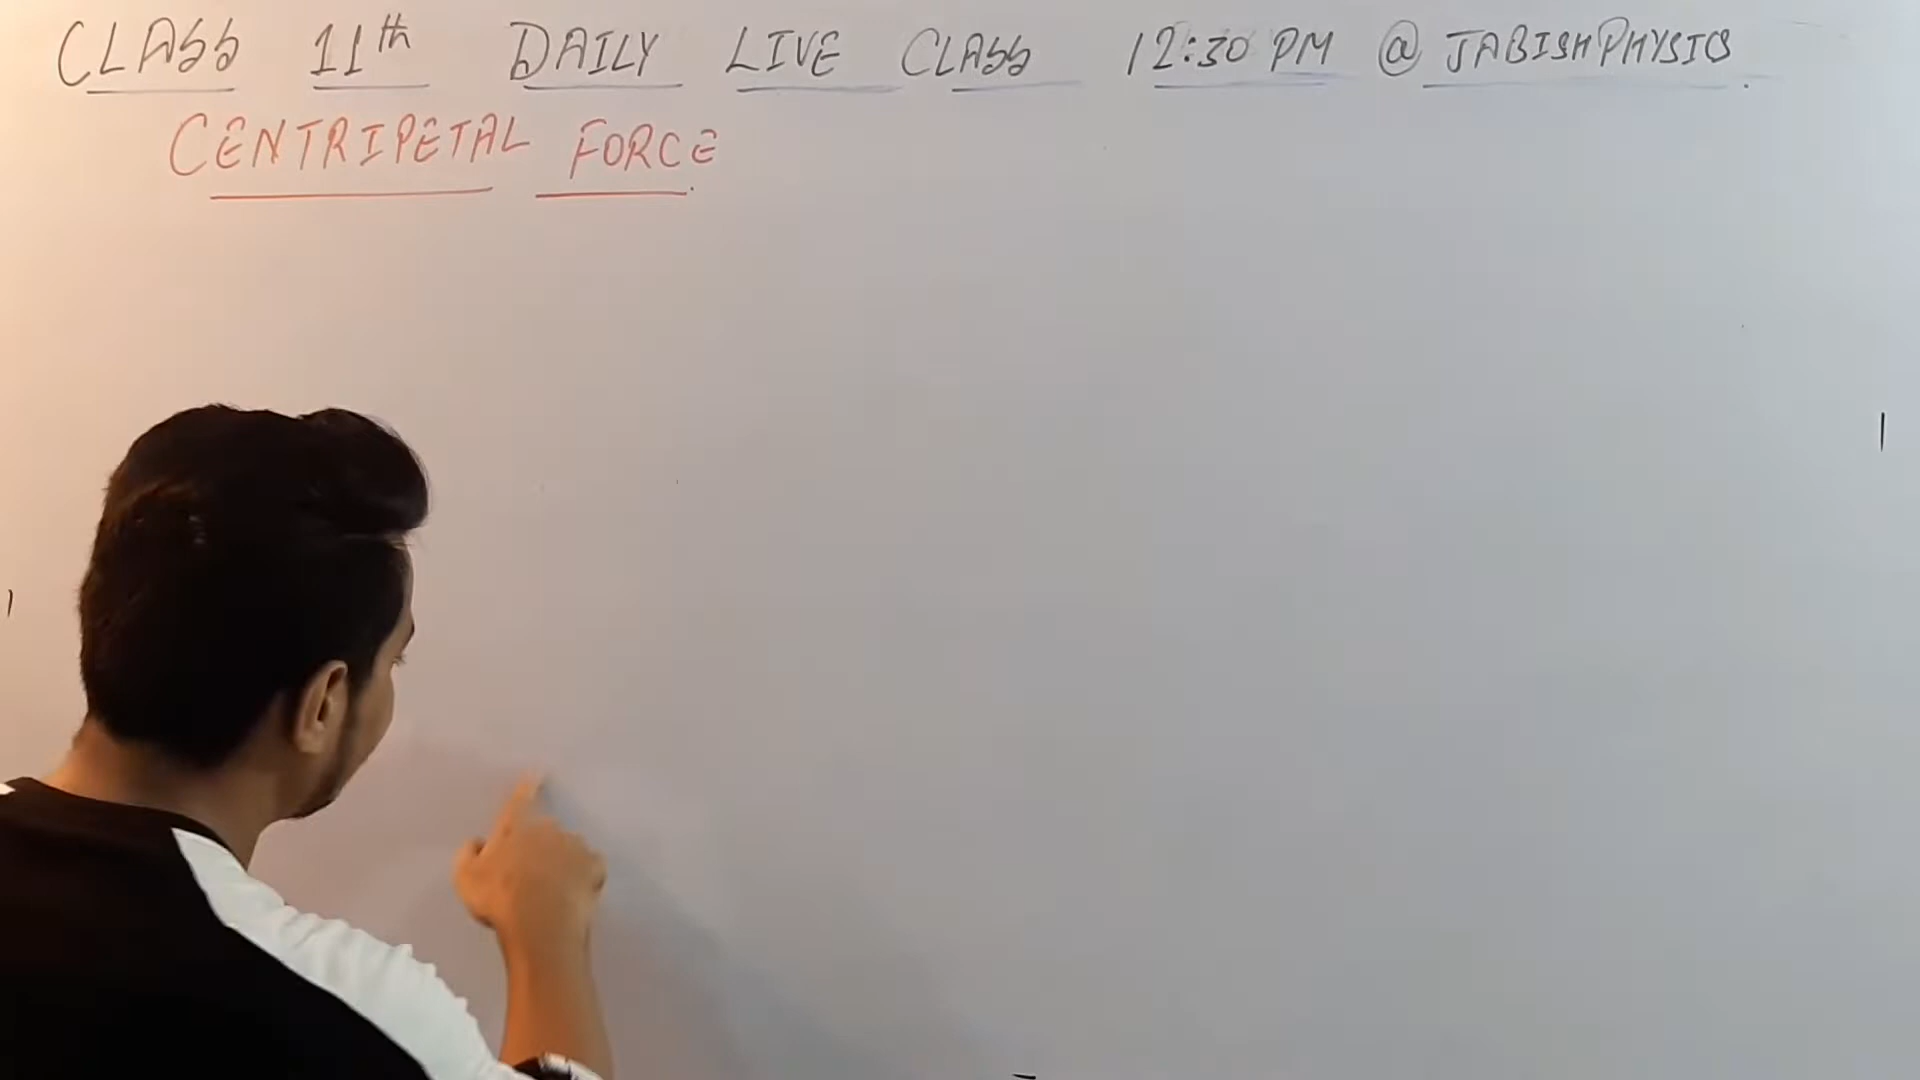 CLASS 11th DAILY LIVE CLASS 12:30 PM @ JABISHPHYSICS
CENTRIPETAL FORCE